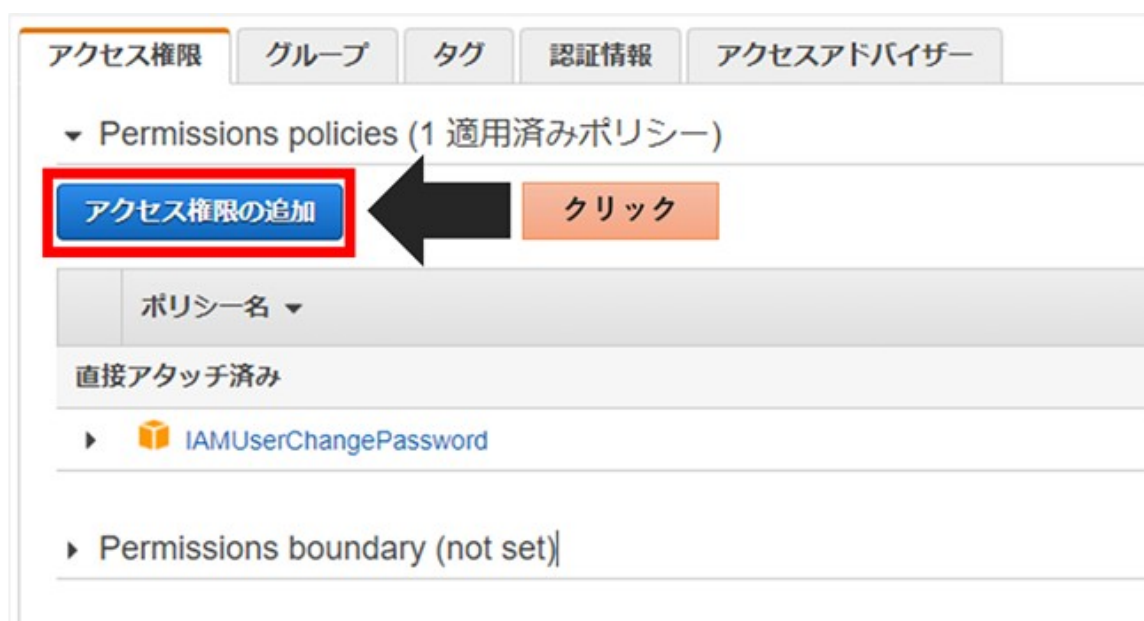 アクセス権限 グループ タグ 認証情報 アクセスアドバイザー
Permissions policies (1 適用済みポリシー)
アクセス権限の追加 クリック
ポリシー名
直接アタッチ済み
IAMUserChangePassword
Permissions boundary (not set)